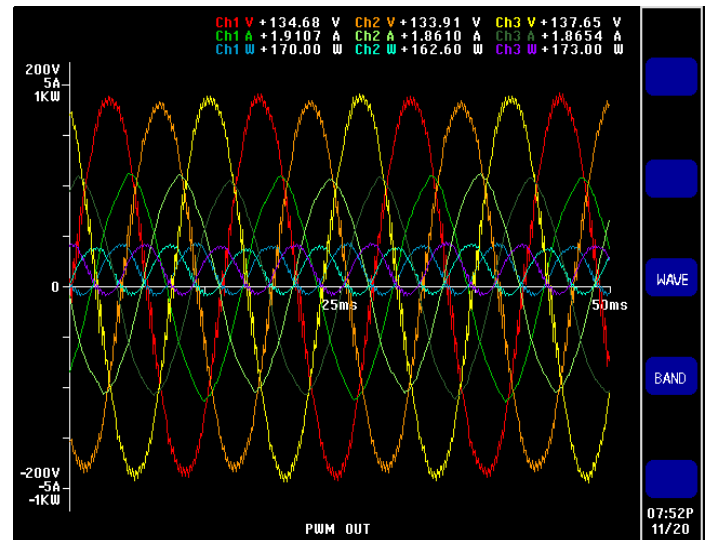 Ch1 V +134.68 V Ch2 V +133.91 V Ch3 V +137.65 V
Ch1 A +1.9107 A Ch2 A +1.8610 A Ch3 A +1.8654 A
Ch1 W +170.00 W Ch2 W +162.60 W Ch3 W +173.00 W
200V
5A
1KW
0
25ms
50ms
-200V
-5A
-1KW
PWM OUT
WAVE
BAND
07:52P
11/20